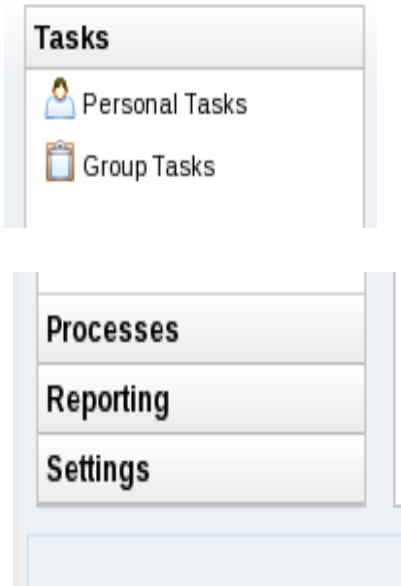 Tasks
Personal Tasks
Group Tasks
Processes
Reporting
Settings